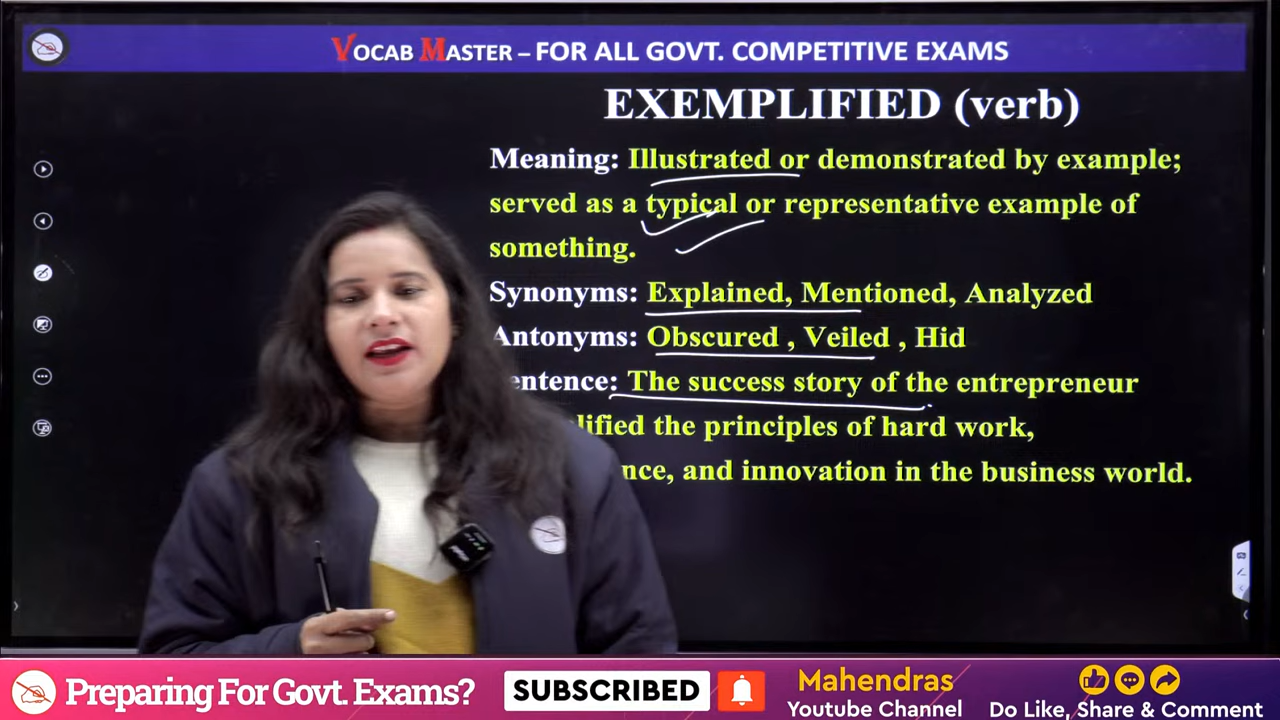 VOCAB MASTER – FOR ALL GOVT. COMPETITIVE EXAMS
EXEMPLIFIED (verb)
Meaning: Illustrated or demonstrated by example;
served as a typical or representative example of
something.
Synonyms: Explained, Mentioned, Analyzed
Antonyms: Obscured , Veiled , Hid
entence: The success story of the entrepreneur
lified the principles of hard work,
nce, and innovation in the business world.
Preparing For Govt. Exams?
SUBSCRIBED
Mahendras
Youtube Channel
Do Like, Share & Comment